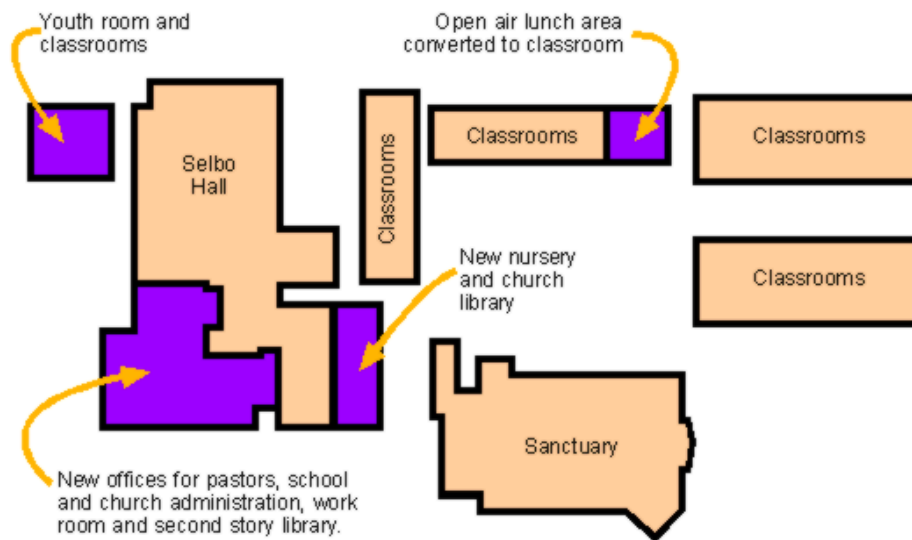 Youth room and
classrooms
Open air lunch area
converted to classroom
Selbo
Hall
Classrooms
Classrooms
Classrooms
New nursery
and church
library
Classrooms
Sanctuary
New offices for pastors, school
and church administration, work
room and second story library.